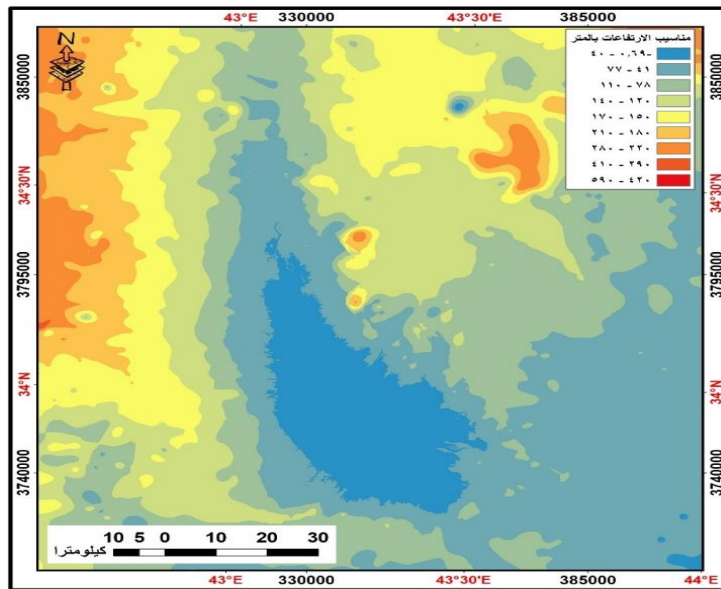 43°E 330000 43°30'E 385000
N
مناسيب الارتفاعات بالمتر
-٠,٦٩ - ٤٠
٤١ - ٧٧
٧٨ - ١١٠
١٢٠ - ١٤٠
١٥٠ - ١٧٠
١٨٠ - ٢١٠
٢٢٠ - ٢٨٠
٢٩٠ - ٤١٠
٤٢٠ - ٥٩٠
3850000 3850000
34°30'N 34°30'N
3795000 3795000
34°N 34°N
3740000 3740000
10 5 0 10 20 30
كيلومترا
43°E 330000 43°30'E 385000 44°E